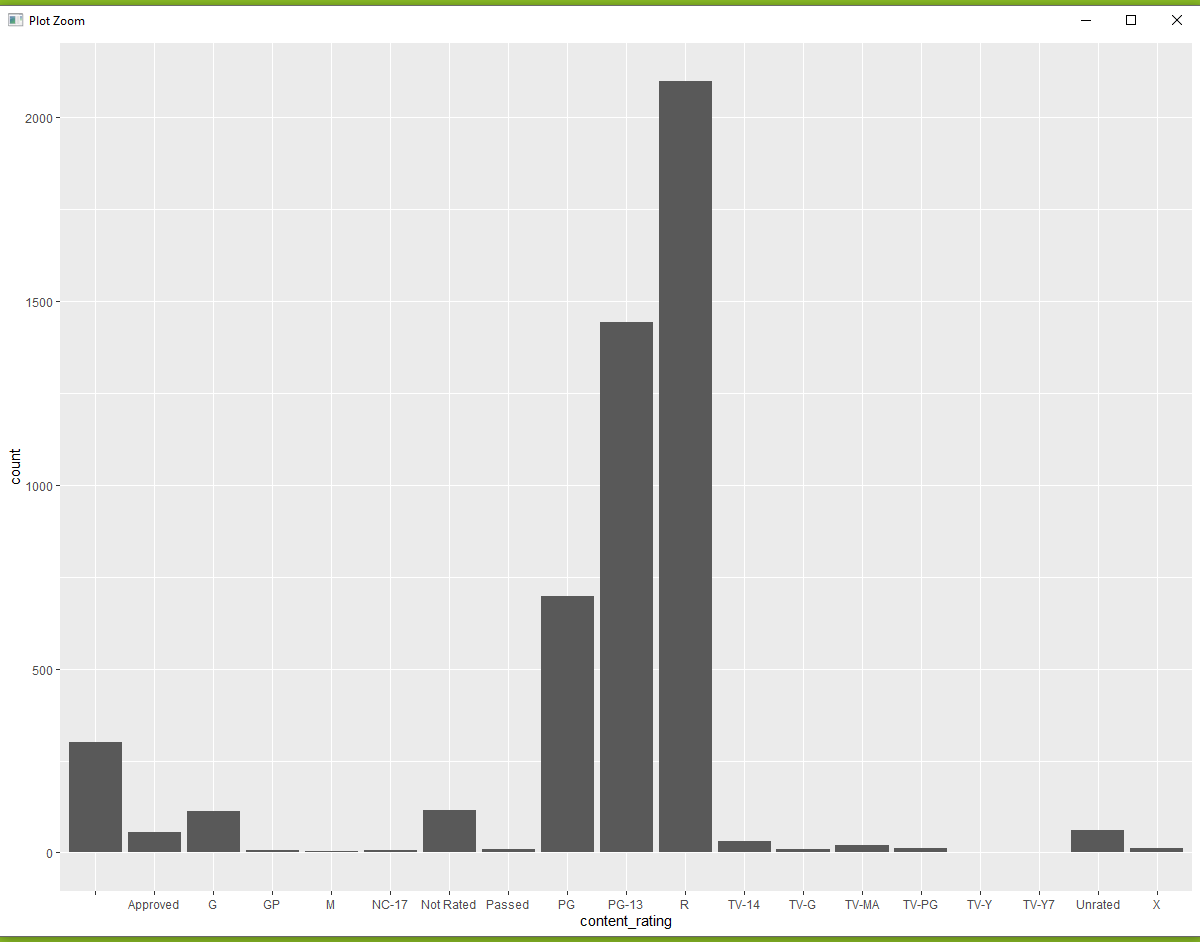 Plot Zoom
2000
1500
1000
500
0
count
Approved G GP M NC-17 Not Rated Passed PG PG-13 R TV-14 TV-G TV-MA TV-PG TV-Y TV-Y7 Unrated X
content_rating